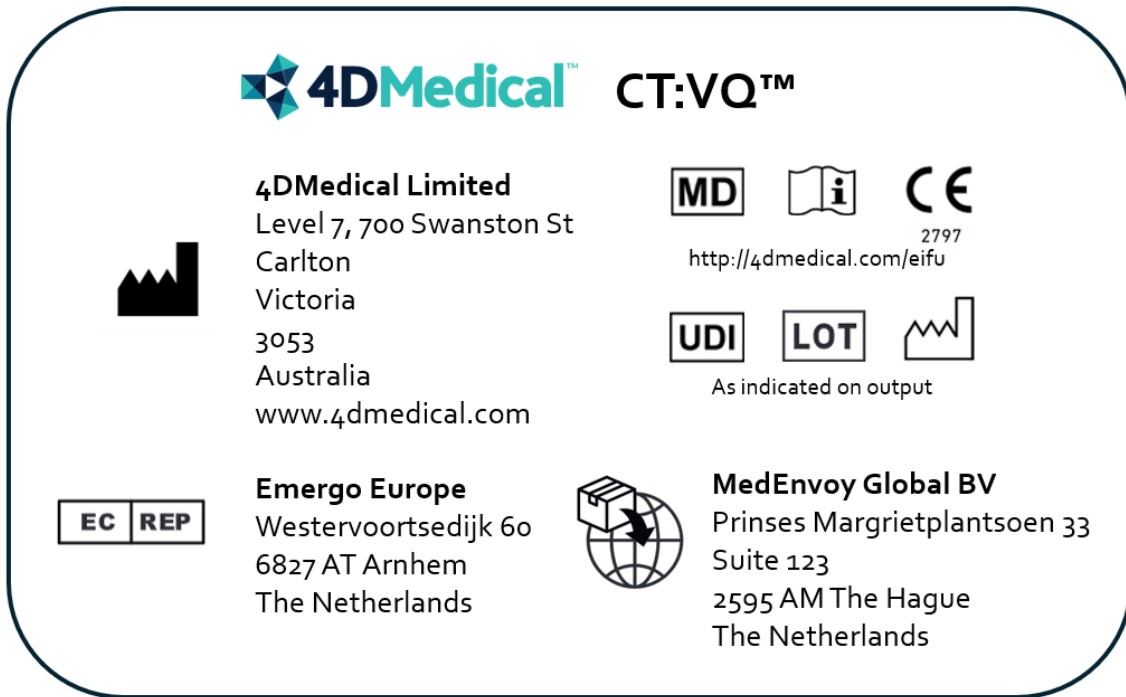 4DMedical™ CT:VQ™
4DMedical Limited
Level 7, 700 Swanston St
Carlton
Victoria
3053
Australia
www.4dmedical.com
MD i CE
2797
http://4dmedical.com/eifu
UDI LOT
As indicated on output
EC REP
Emergo Europe
Westervoortsedijk 60
6827 AT Arnhem
The Netherlands
MedEnvoy Global BV
Prinses Margrietplantsoen 33
Suite 123
2595 AM The Hague
The Netherlands